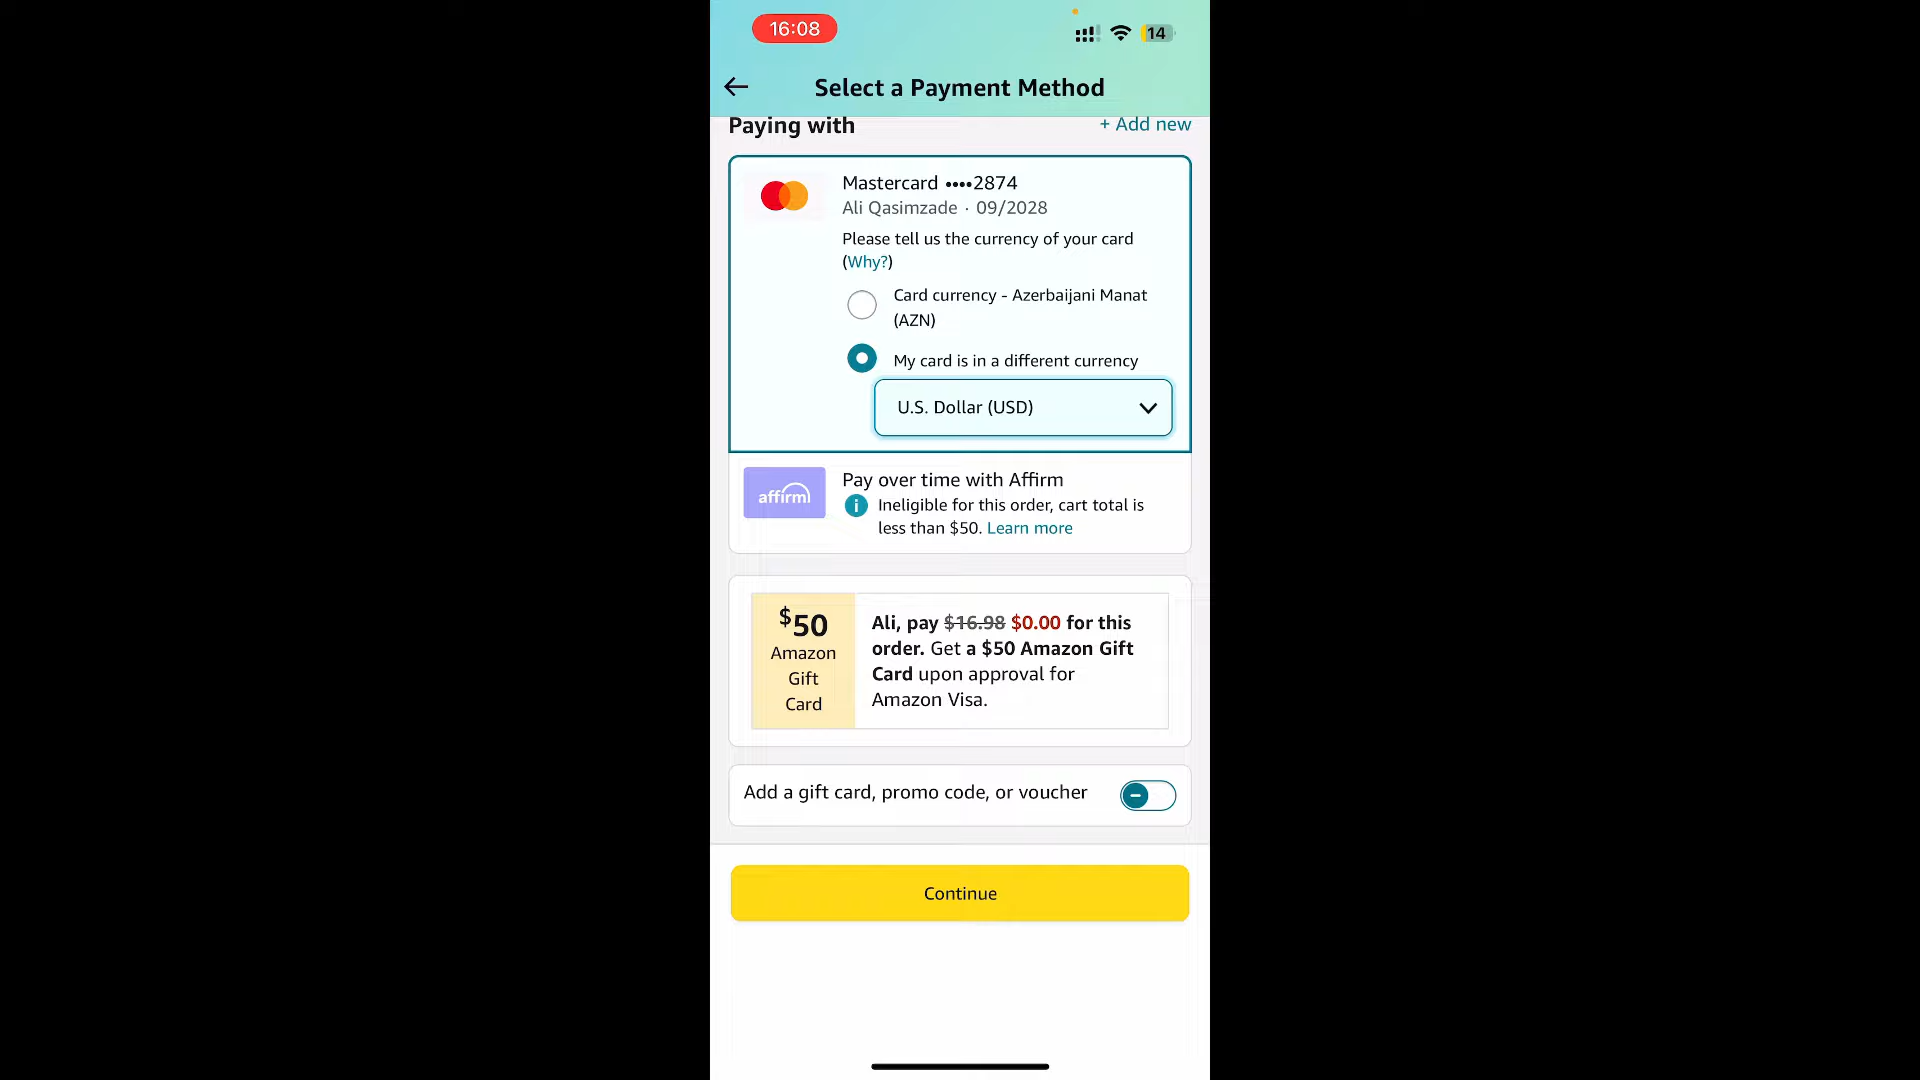 16:08
14
Select a Payment Method
Paying with
+ Add new
Mastercard ••••2874
Ali Qasimzade · 09/2028
Please tell us the currency of your card
(Why?)
Card currency - Azerbaijani Manat
(AZN)
My card is in a different currency
U.S. Dollar (USD)
affirm
Pay over time with Affirm
Ineligible for this order, cart total is
less than $50. Learn more
$50
Amazon
Gift
Card
Ali, pay $16.98 $0.00 for this
order. Get a $50 Amazon Gift
Card upon approval for
Amazon Visa.
Add a gift card, promo code, or voucher
Continue